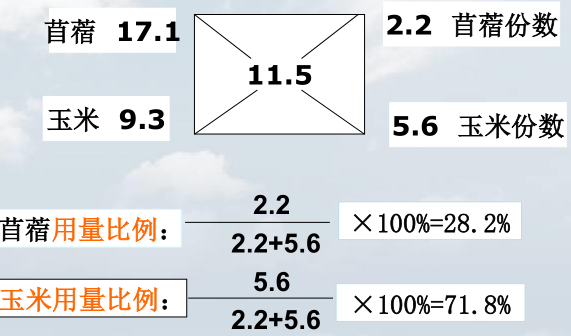 苜蓿 17.1
2.2 苜蓿份数
11.5
玉米 9.3
5.6 玉米份数
2.2
苜蓿用量比例：
×100%=28.2%
2.2+5.6
5.6
玉米用量比例：
×100%=71.8%
2.2+5.6